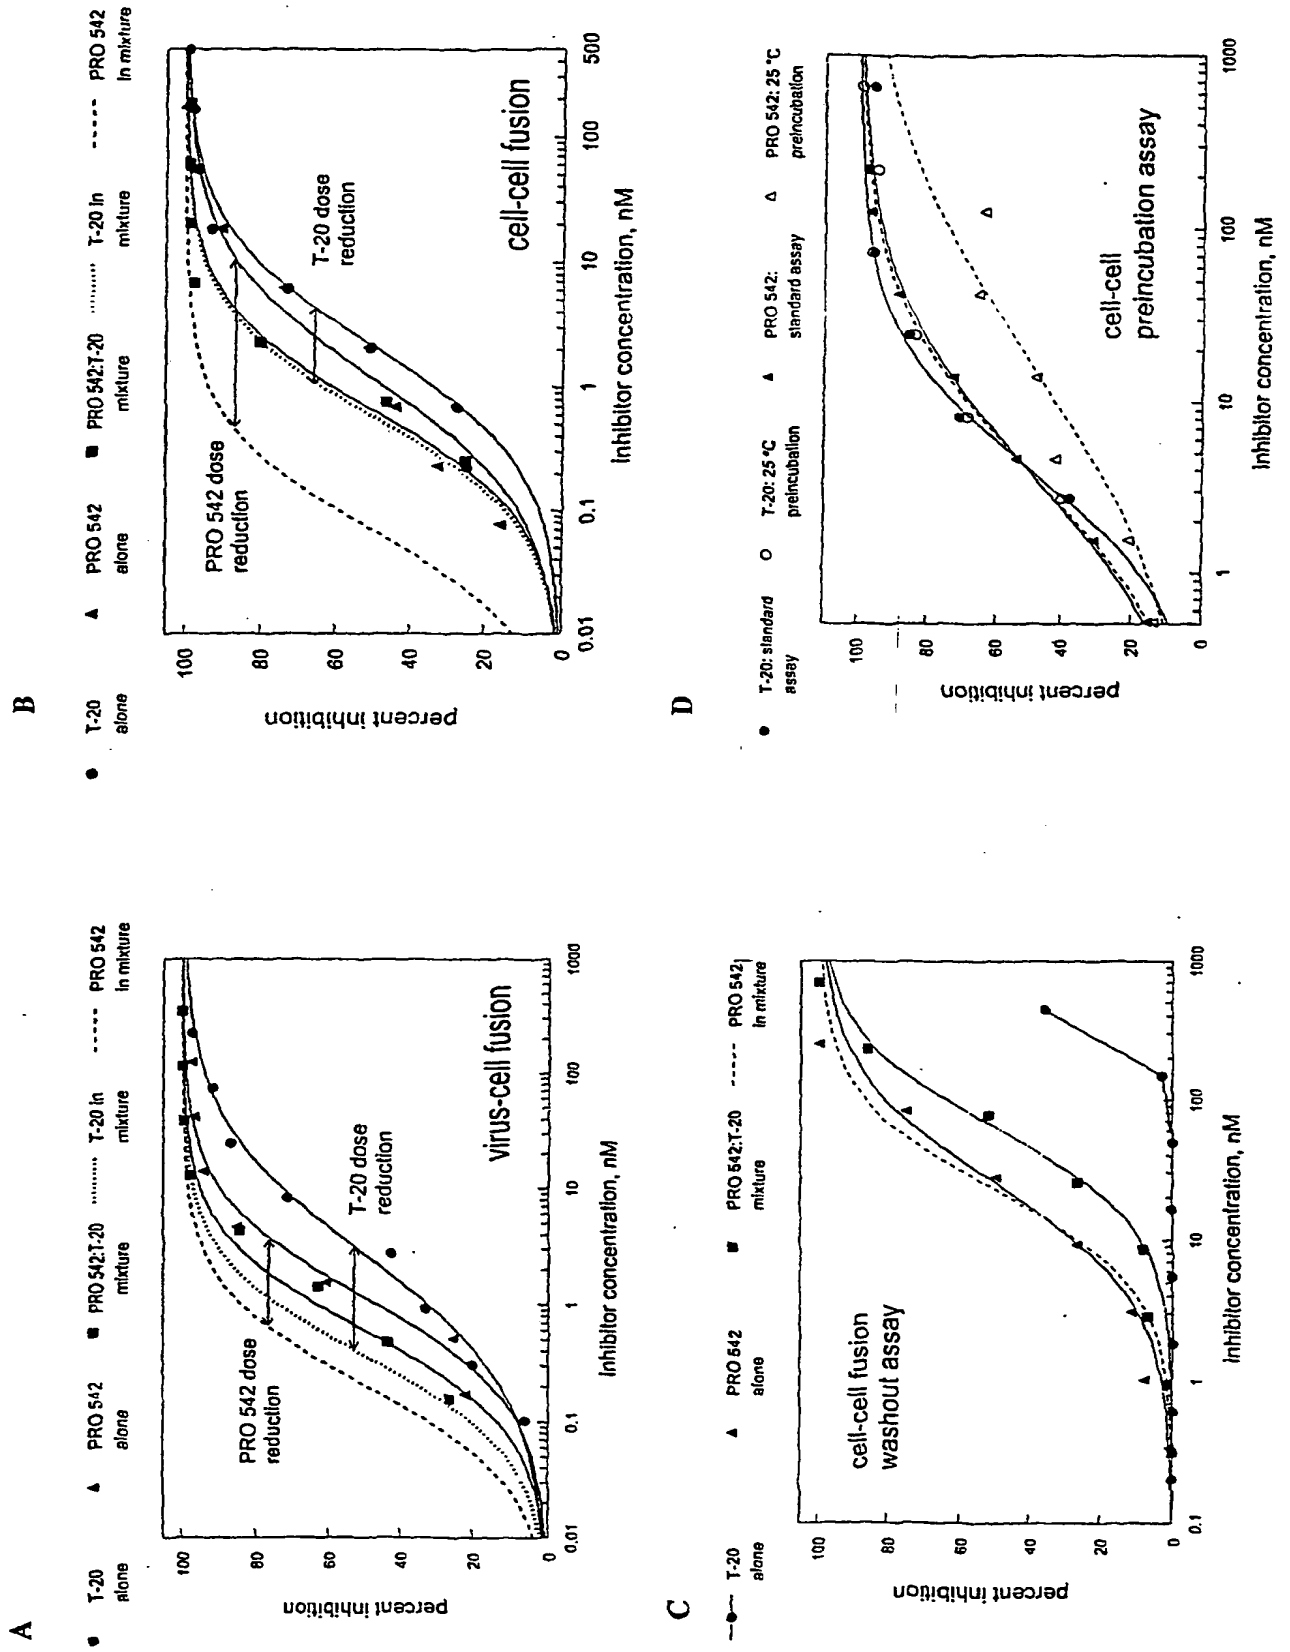 A
T-20 alone
PRO 542 alone
PRO 542:T-20 mixture
T-20 In mixture
PRO 542 In mixture
percent inhibition
100
80
60
40
20
0
virus-cell fusion
PRO 542 dose reduction
T-20 dose reduction
0.01
0.1
1
10
100
1000
Inhibitor concentration, nM
B
T-20 alone
PRO 542 alone
PRO 542:T-20 mixture
T-20 In mixture
PRO 542 In mixture
percent inhibition
100
80
60
40
20
0
PRO 542 dose reduction
T-20 dose reduction
cell-cell fusion
0.01
0.1
1
10
100
500
Inhibitor concentration, nM
C
T-20 alone
PRO 542 alone
PRO 542:T-20 mixture
PRO 542 In mixture
percent inhibition
100
80
60
40
20
0
cell-cell fusion
washout assay
0.1
1
10
100
1000
Inhibitor concentration, nM
D
T-20: standard assay
T-20: 25 °C preincubation
PRO 542: standard assay
PRO 542: 25 °C preincubation
percent inhibition
100
80
60
40
20
0
cell-cell
preincubation assay
1
10
100
1000
Inhibitor concentration, nM